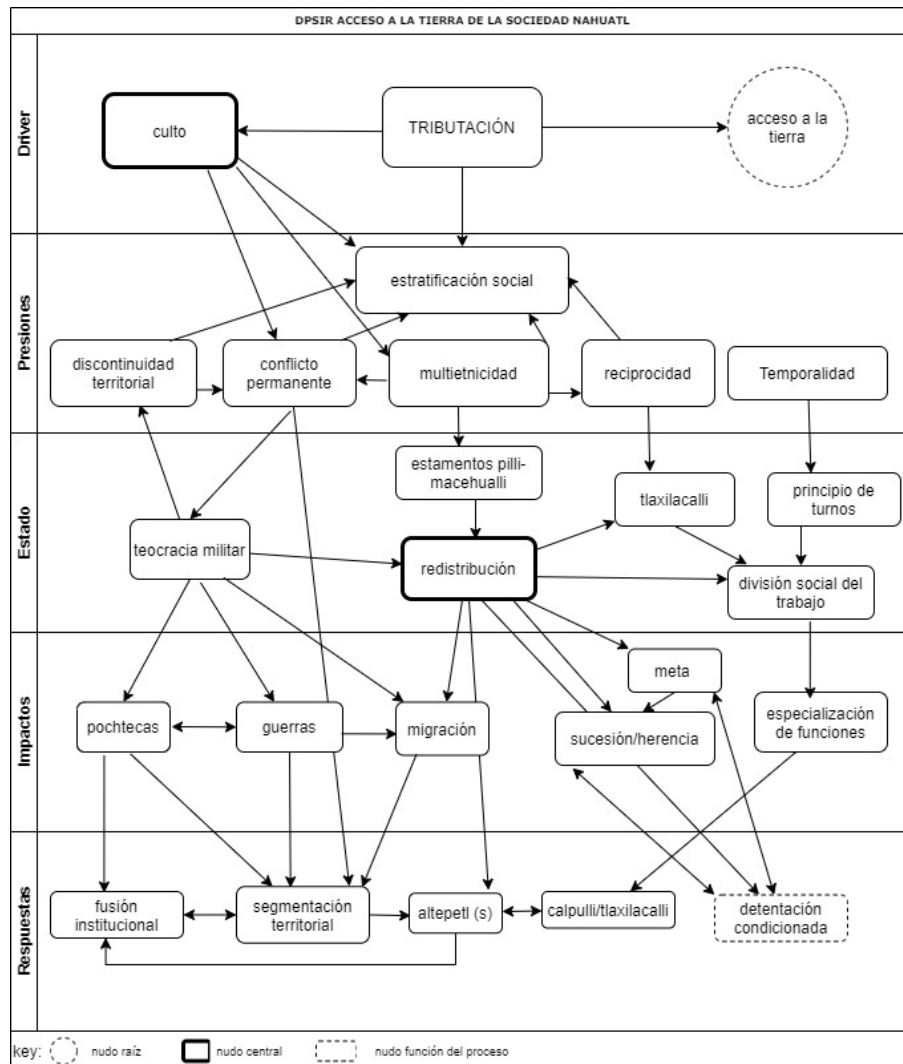 DPSIR ACCESO A LA TIERRA DE LA SOCIEDAD NAHUATL
Driver
culto
TRIBUTACIÓN
acceso a la
tierra
Presiones
estratificación social
discontinuidad
territorial
conflicto
permanente
multietnicidad
reciprocidad
Temporalidad
Estado
estamentos pilli-
macehualli
tlaxilacalli
principio de
turnos
teocracia militar
redistribución
división social del
trabajo
Impactos
meta
pochtecas
guerras
migración
sucesión/herencia
especialización
de funciones
Respuestas
fusión
institucional
segmentación
territorial
altepetl (s)
calpulli/tlaxilacalli
detentación
condicionada
key:
nudo raíz
nudo central
nudo función del proceso